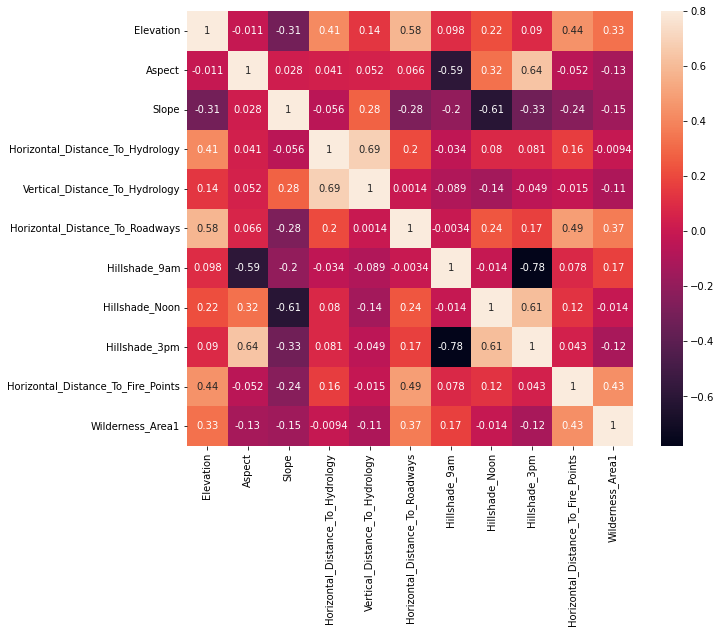 Elevation 1 -0.011 -0.31 0.41 0.14 0.58 0.098 0.22 0.09 0.44 0.33
Aspect -0.011 1 0.028 0.041 0.052 0.066 -0.59 0.32 0.64 -0.052 -0.13
Slope -0.31 0.028 1 -0.056 0.28 -0.28 -0.2 -0.61 -0.33 -0.24 -0.15
Horizontal_Distance_To_Hydrology 0.41 0.041 -0.056 1 0.69 0.2 -0.034 0.08 0.081 0.16 -0.0094
Vertical_Distance_To_Hydrology 0.14 0.052 0.28 0.69 1 0.0014 -0.089 -0.14 -0.049 -0.015 -0.11
Horizontal_Distance_To_Roadways 0.58 0.066 -0.28 0.2 0.0014 1 -0.0034 0.24 0.17 0.49 0.37
Hillshade_9am 0.098 -0.59 -0.2 -0.034 -0.089 -0.0034 1 -0.014 -0.78 0.078 0.17
Hillshade_Noon 0.22 0.32 -0.61 0.08 -0.14 0.24 -0.014 1 0.61 0.12 -0.014
Hillshade_3pm 0.09 0.64 -0.33 0.081 -0.049 0.17 -0.78 0.61 1 0.043 -0.12
Horizontal_Distance_To_Fire_Points 0.44 -0.052 -0.24 0.16 -0.015 0.49 0.078 0.12 0.043 1 0.43
Wilderness_Area1 0.33 -0.13 -0.15 -0.0094 -0.11 0.37 0.17 -0.014 -0.12 0.43 1
Elevation
Aspect
Slope
Horizontal_Distance_To_Hydrology
Vertical_Distance_To_Hydrology
Horizontal_Distance_To_Roadways
Hillshade_9am
Hillshade_Noon
Hillshade_3pm
Horizontal_Distance_To_Fire_Points
Wilderness_Area1
0.8
0.6
0.4
0.2
0.0
−0.2
−0.4
−0.6